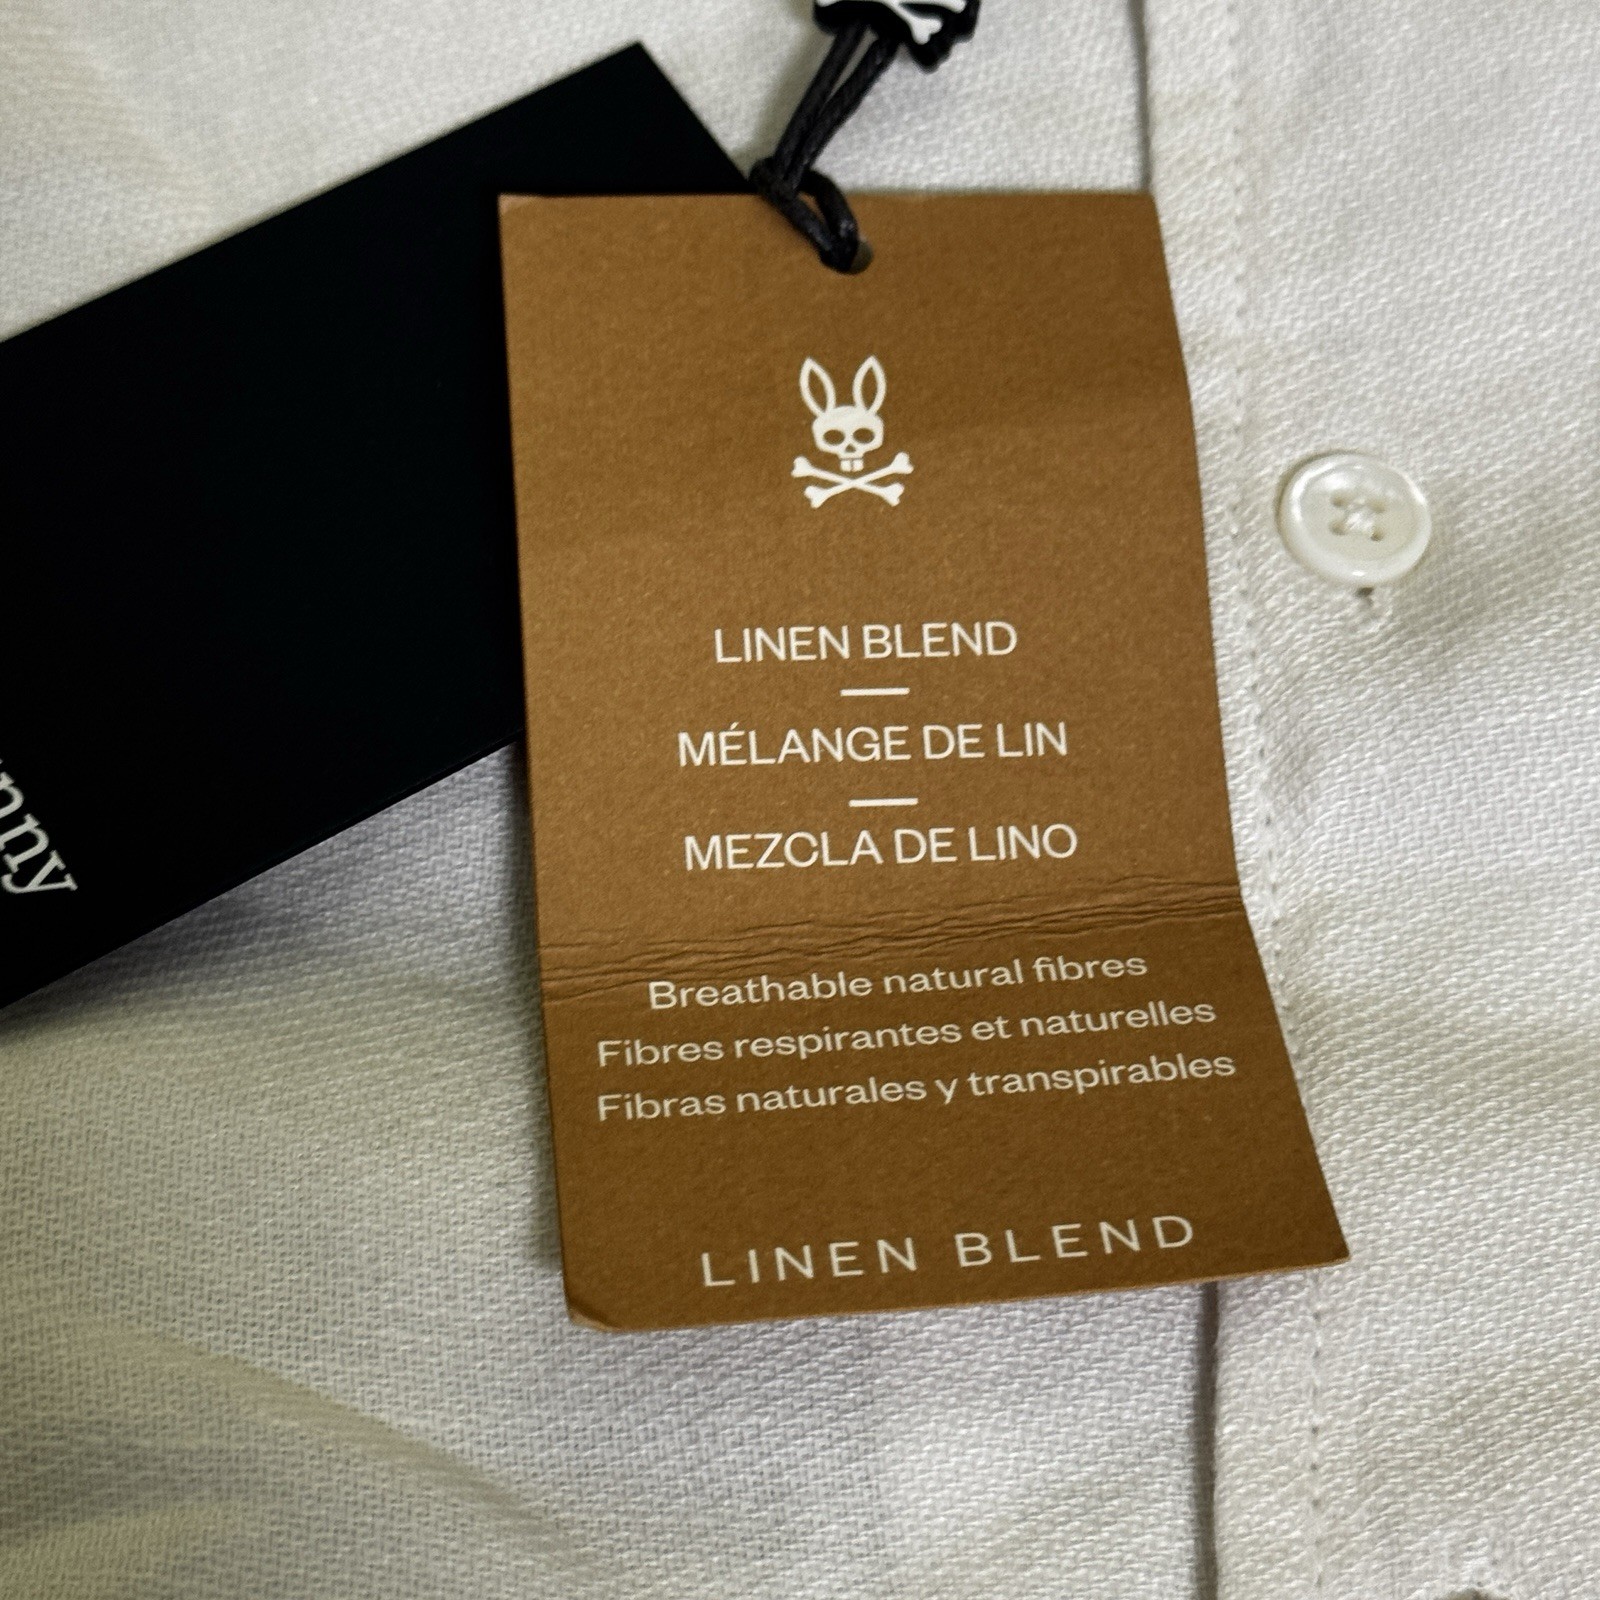 LINEN BLEND
MÉLANGE DE LIN
MEZCLA DE LINO
Breathable natural fibres
Fibres respirantes et naturelles
Fibras naturales y transpirables
LINEN BLEND